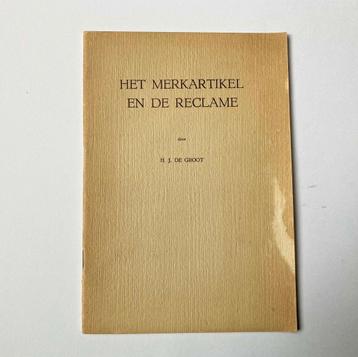 HET MERKARTIKEL
EN DE RECLAME
door
H. J. DE GROOT